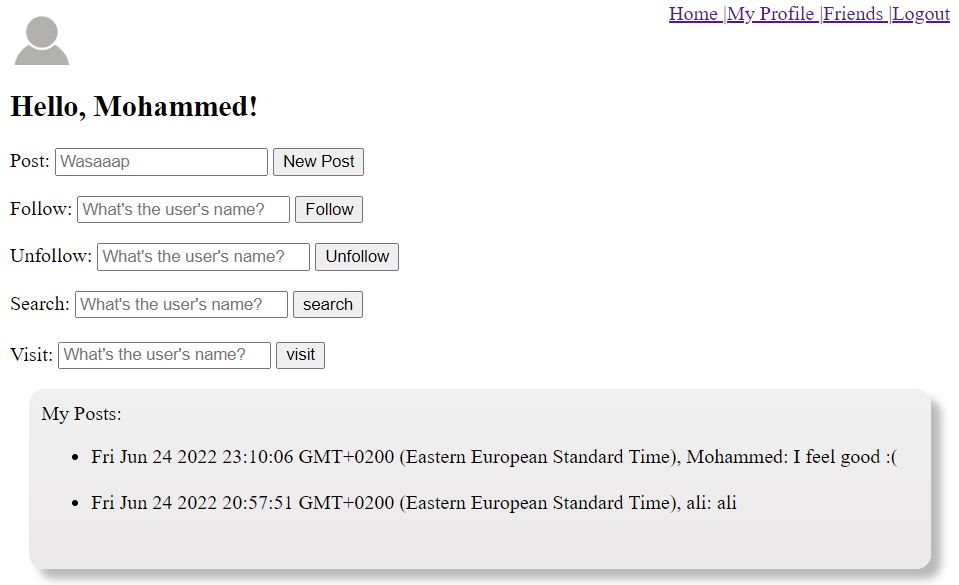 Home |My Profile |Friends |Logout
Hello, Mohammed!
Post: Wasaaap New Post
Follow: What's the user's name? Follow
Unfollow: What's the user's name? Unfollow
Search: What's the user's name? search
Visit: What's the user's name? visit
My Posts:
• Fri Jun 24 2022 23:10:06 GMT+0200 (Eastern European Standard Time), Mohammed: I feel good :(
• Fri Jun 24 2022 20:57:51 GMT+0200 (Eastern European Standard Time), ali: ali